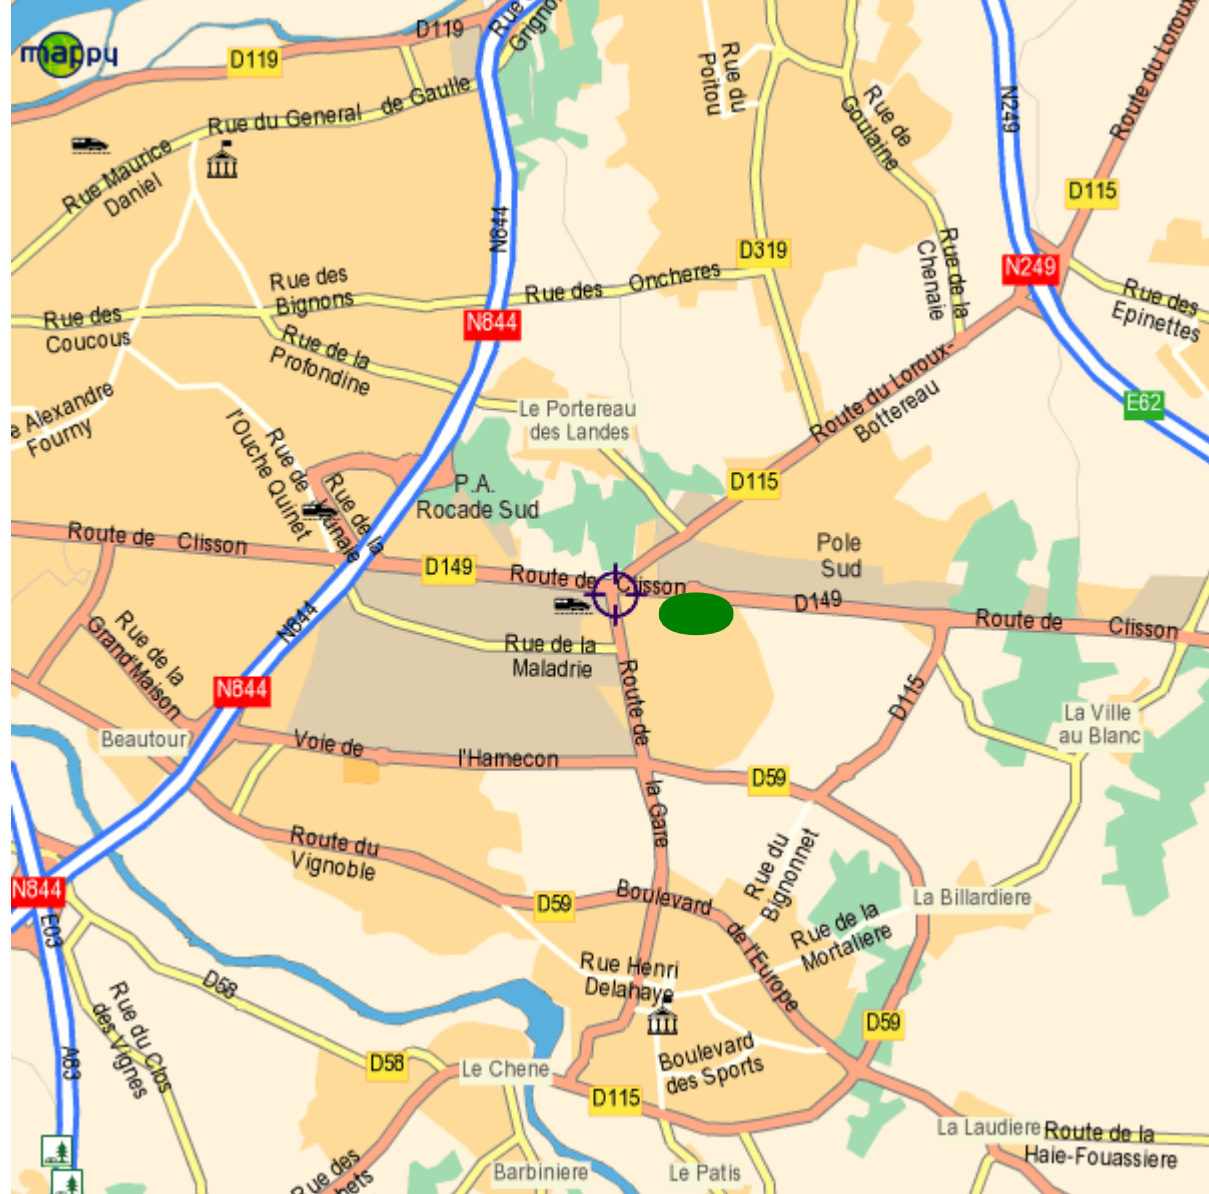 mappy
D119
D119
Rue
Grigno
Rue du
Poitou
Rue de
Goulaine
N249
Route du Loroux
Rue du General de Gaulle
Rue Maurice
Daniel
D115
N844
D319
N249
Rue de la
Chenaie
Rue des
Epinettes
Rue des
Bignons
Rue des Oncheres
Rue des
Coucous
N844
Rue de la
Profondine
Route du Loroux-
Bottereau
E62
e Alexandre
Fourny
Le Portereau
des Landes
Rue de
l'Ouche Quinet
Rue de la
P.A.
Rocade Sud
D115
Route de Clisson
Pole
Sud
D149
Route de Clisson
D149
Route de Clisson
N844
Rue de la
Grand'Maison
Rue de la
Maladrie
N844
Route de la Gare
D115
La Ville
au Blanc
Beautour
Voie de l'Hamecon
D59
Route du
Vignoble
Rue du
Bignonnet
N844
E03
D59
Boulevard de l'Europe
La Billardiere
Rue de la
Mortaliere
Rue Henri
Delahaye
D58
Rue du Clos
des Vignes
D59
A83
D58
Le Chene
Boulevard
des Sports
D115
La Laudiere
Route de la
Haie-Fouassiere
Rue des
hets
Barbiniere
Le Patis